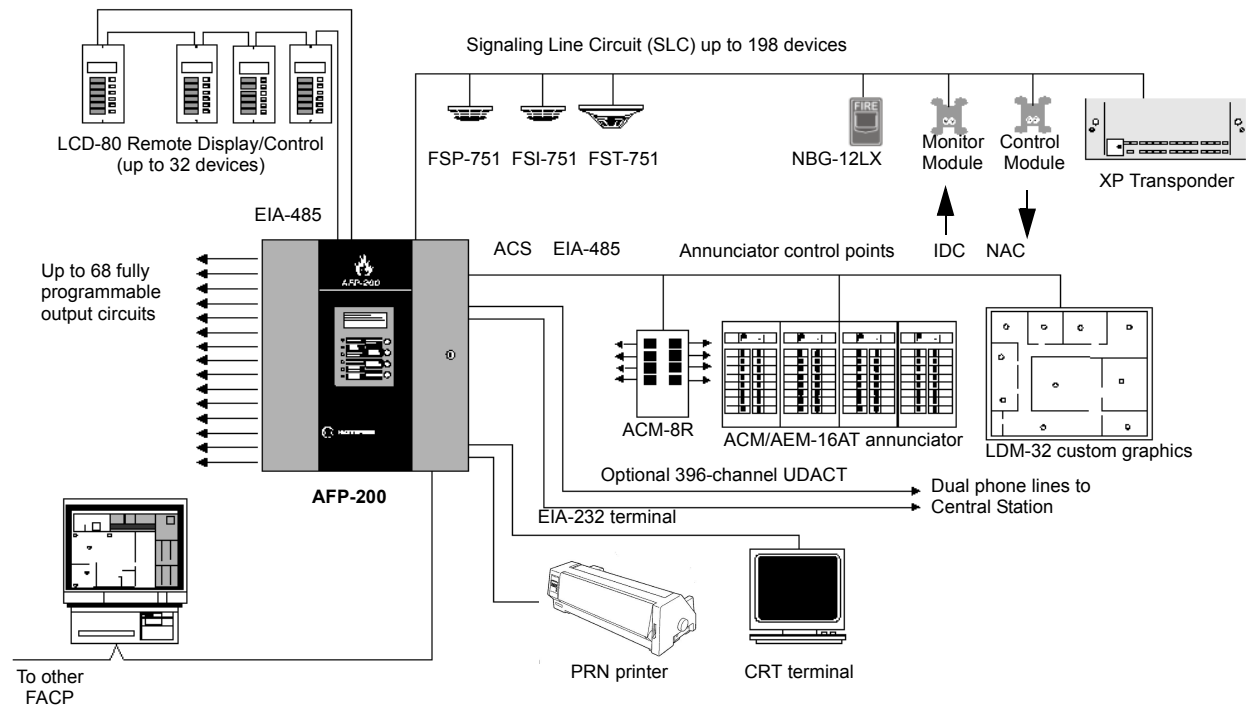 Signaling Line Circuit (SLC) up to 198 devices
LCD-80 Remote Display/Control
(up to 32 devices)
FSP-751
FSI-751
FST-751
FIRE
NBG-12LX
Monitor
Module
Control
Module
XP Transponder
EIA-485
ACS
EIA-485
Annunciator control points
IDC
NAC
Up to 68 fully
programmable
output circuits
AFP-200
ACM-8R
ACM/AEM-16AT annunciator
LDM-32 custom graphics
AFP-200
Optional 396-channel UDACT
Dual phone lines to
Central Station
EIA-232 terminal
PRN printer
CRT terminal
To other
FACP